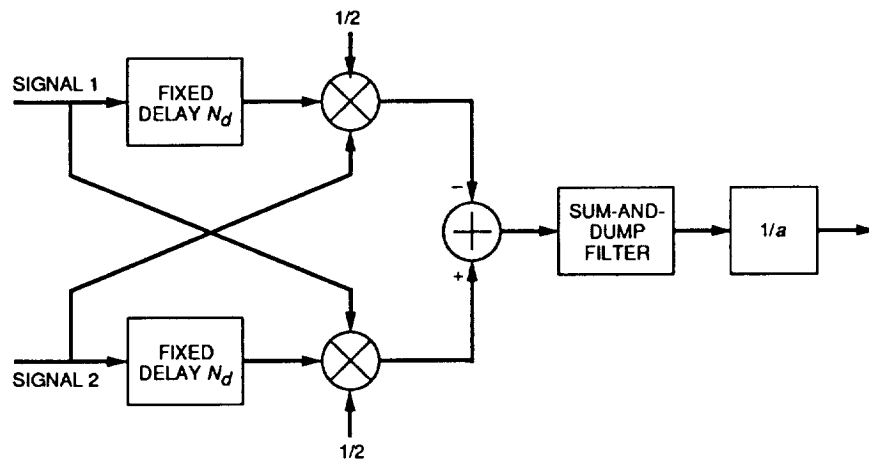 1/2
SIGNAL 1
FIXED
DELAY N_d
−
SUM-AND-
DUMP
FILTER
1/a
+
SIGNAL 2
FIXED
DELAY N_d
1/2